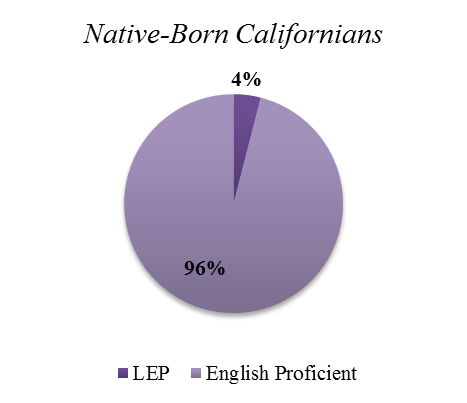 Native-Born Californians
4%
96%
LEP English Proficient